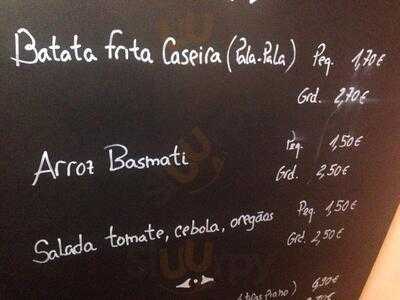 Batata frita Caseira (Pala-Pala) Peq. 1,70€
Grd. 2,70€
Arroz Basmati Peq. 1,50€
Grd. 2,50€
Salada tomate, cebola, oregãos Peq. 1,50€
Grd. 2,50€